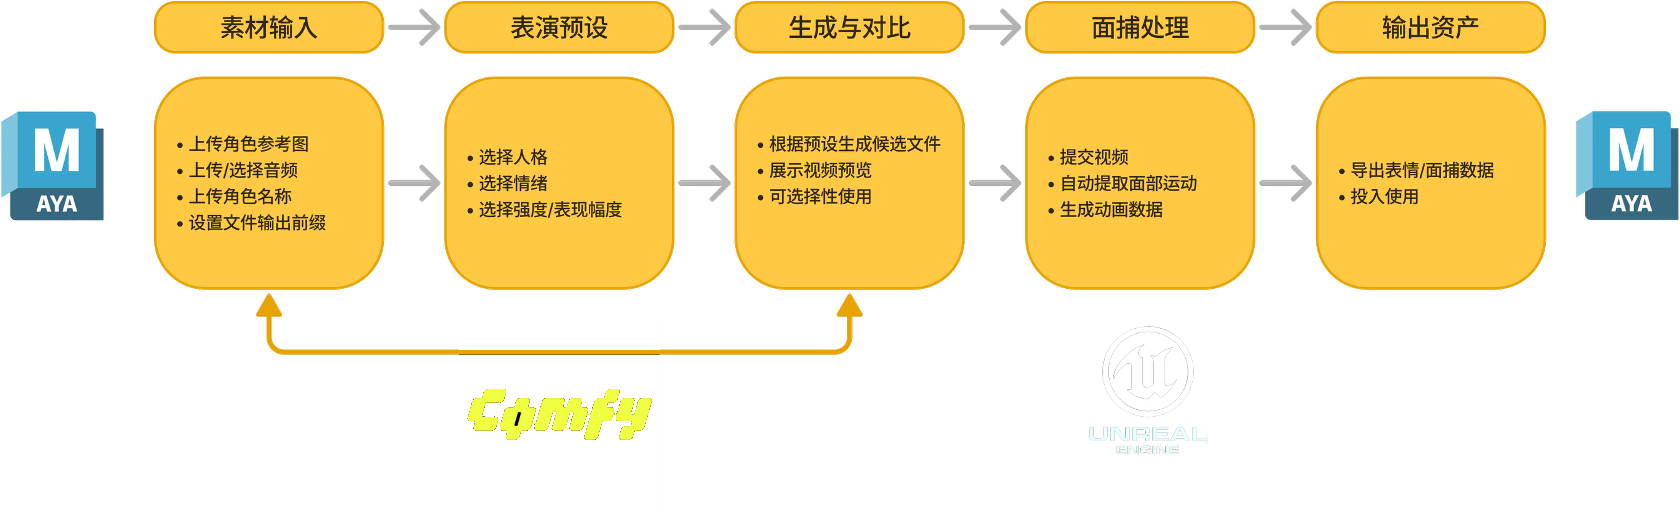 素材输入
表演预设
生成与对比
面捕处理
输出资产
M
AYA
• 上传角色参考图
• 上传/选择音频
• 上传角色名称
• 设置文件输出前缀
• 选择人格
• 选择情绪
• 选择强度/表现幅度
• 根据预设生成候选文件
• 展示视频预览
• 可选择性使用
• 提交视频
• 自动提取面部运动
• 生成动画数据
• 导出表情/面捕数据
• 投入使用
M
AYA
Comfy
UNREAL
ENGINE